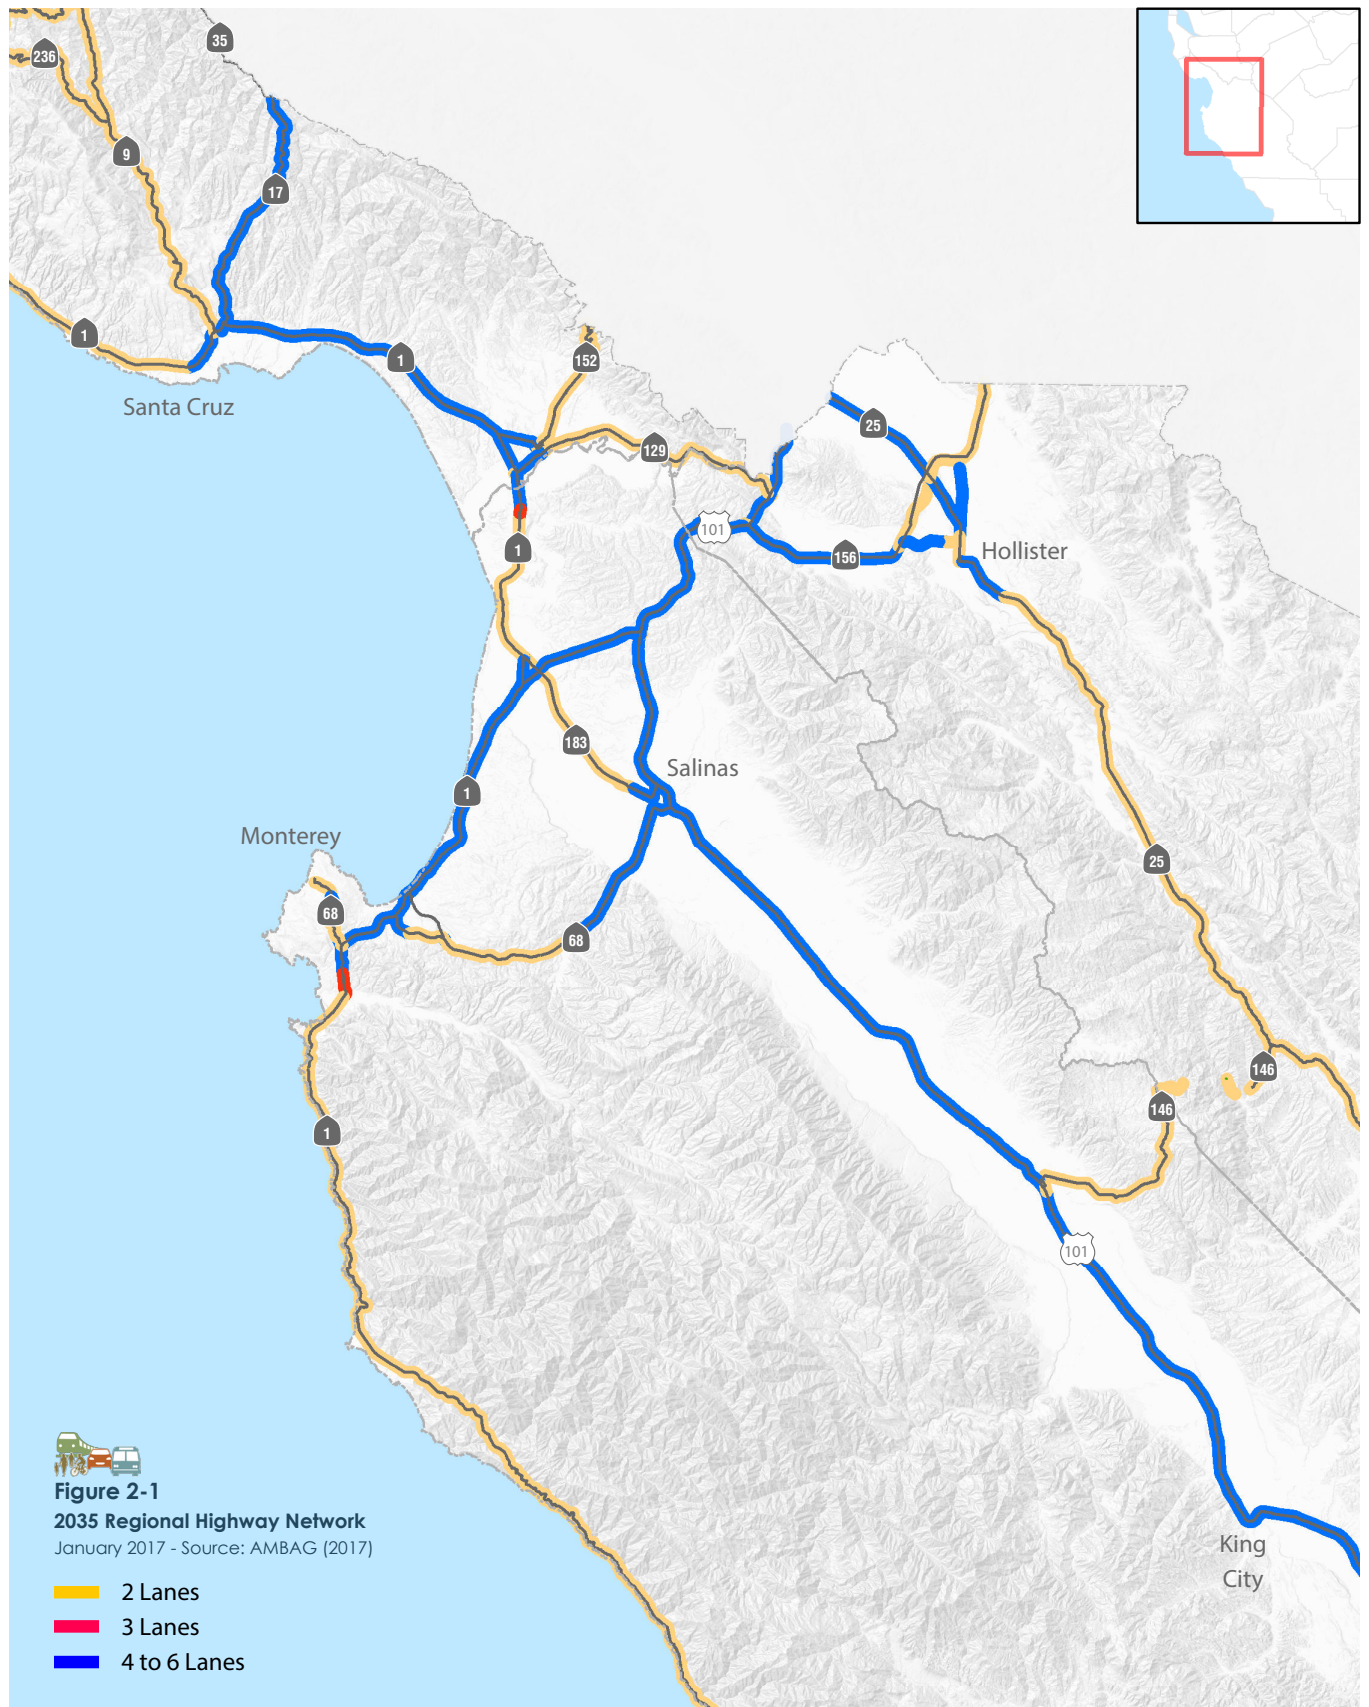 35
236
9
17
1
Santa Cruz
1
152
129
25
101
156
Hollister
1
183
Salinas
1
Monterey
68
68
25
146
146
1
101
Figure 2-1
2035 Regional Highway Network
January 2017 - Source: AMBAG (2017)
2 Lanes
3 Lanes
4 to 6 Lanes
King
City